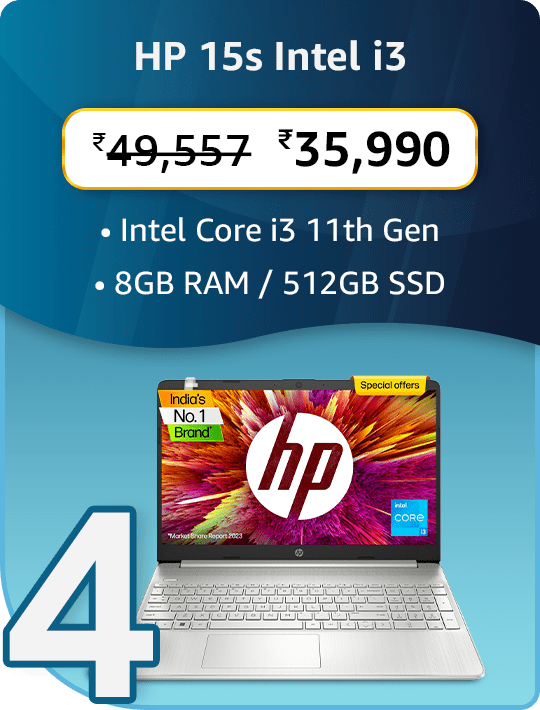 HP 15s Intel i3
₹49,557 ₹35,990
• Intel Core i3 11th Gen
• 8GB RAM / 512GB SSD
Special offers
India's
No.1
Brand*
hp
intel
CORE
i3
*Market Share Report 2023
hp
4